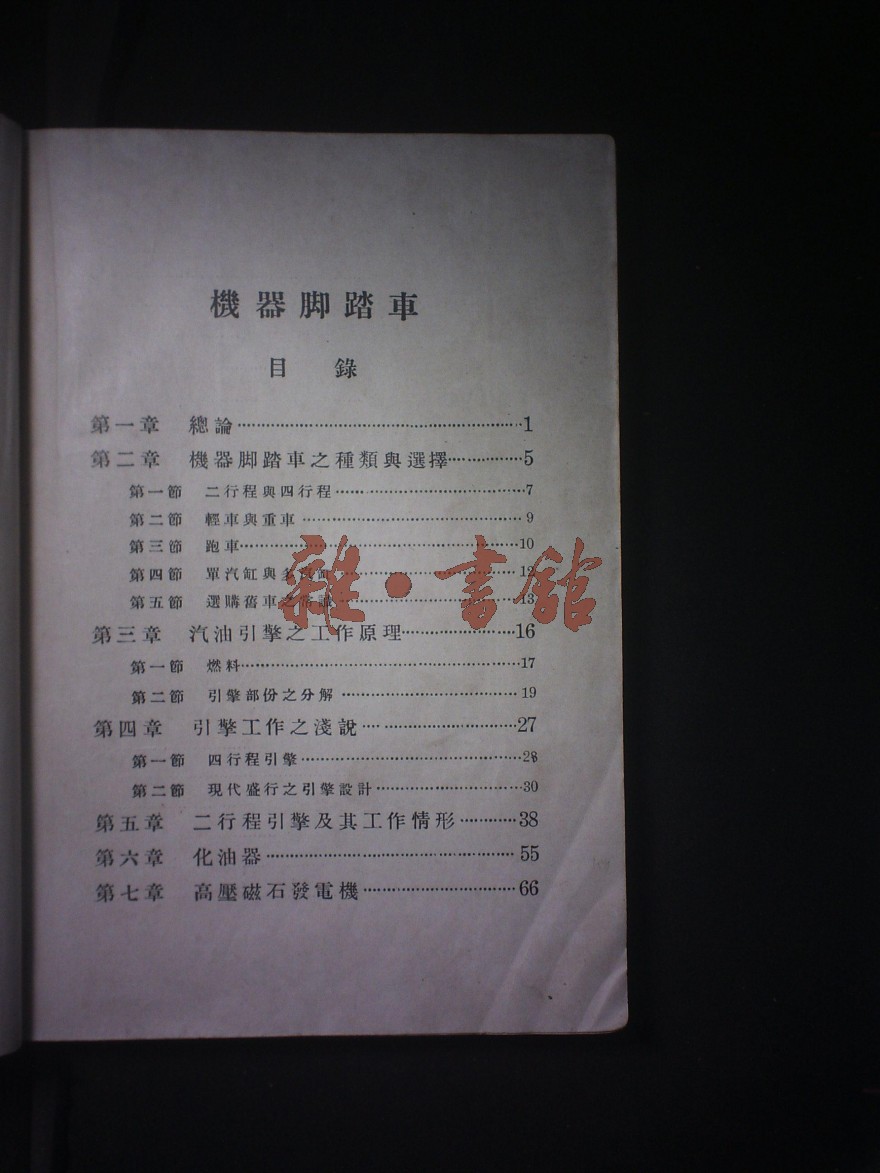 機器脚踏車
目錄
第一章 總論……1
第二章 機器脚踏車之種類與選擇……5
第一節 二行程與四行程……7
第二節 輕車與重車……9
第三節 跑車……10
第四節 單汽缸與多汽缸……12
第五節 選購舊車之常識……13
雜·書館
第三章 汽油引擎之工作原理……16
第一節 燃料……17
第二節 引擎部份之分解……19
第四章 引擎工作之淺說……27
第一節 四行程引擎……28
第二節 現代盛行之引擎設計……30
第五章 二行程引擎及其工作情形……38
第六章 化油器……55
第七章 高壓磁石發電機……66